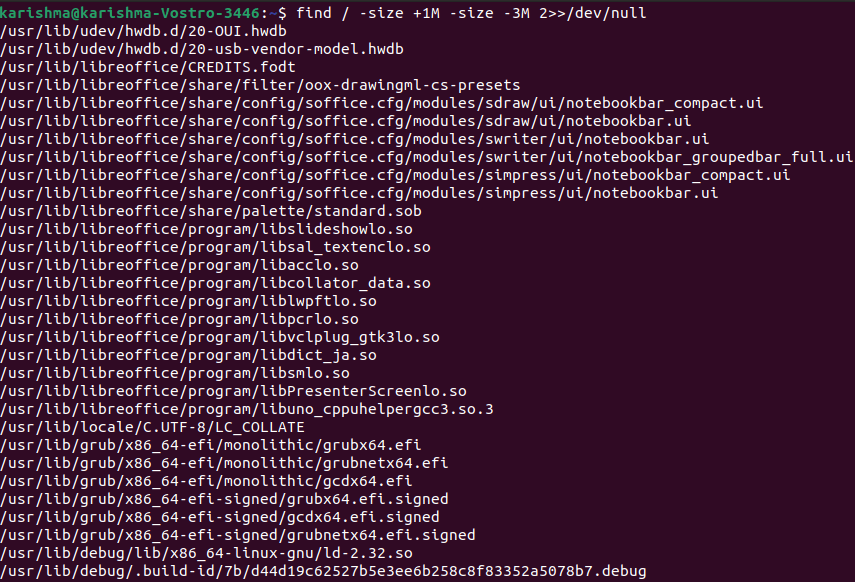 karishma@karishma-Vostro-3446:~$ find / -size +1M -size -3M 2>>/dev/null
/usr/lib/udev/hwdb.d/20-OUI.hwdb
/usr/lib/udev/hwdb.d/20-usb-vendor-model.hwdb
/usr/lib/libreoffice/CREDITS.fodt
/usr/lib/libreoffice/share/filter/oox-drawingml-cs-presets
/usr/lib/libreoffice/share/config/soffice.cfg/modules/sdraw/ui/notebookbar_compact.ui
/usr/lib/libreoffice/share/config/soffice.cfg/modules/sdraw/ui/notebookbar.ui
/usr/lib/libreoffice/share/config/soffice.cfg/modules/swriter/ui/notebookbar.ui
/usr/lib/libreoffice/share/config/soffice.cfg/modules/swriter/ui/notebookbar_groupedbar_full.ui
/usr/lib/libreoffice/share/config/soffice.cfg/modules/simpress/ui/notebookbar_compact.ui
/usr/lib/libreoffice/share/config/soffice.cfg/modules/simpress/ui/notebookbar.ui
/usr/lib/libreoffice/share/palette/standard.sob
/usr/lib/libreoffice/program/libslideshowlo.so
/usr/lib/libreoffice/program/libsal_textenclo.so
/usr/lib/libreoffice/program/libacclo.so
/usr/lib/libreoffice/program/libcollator_data.so
/usr/lib/libreoffice/program/liblwpftlo.so
/usr/lib/libreoffice/program/libpcrlo.so
/usr/lib/libreoffice/program/libvclplug_gtk3lo.so
/usr/lib/libreoffice/program/libdict_ja.so
/usr/lib/libreoffice/program/libsmlo.so
/usr/lib/libreoffice/program/libPresenterScreenlo.so
/usr/lib/libreoffice/program/libuno_cppuhelpergcc3.so.3
/usr/lib/locale/C.UTF-8/LC_COLLATE
/usr/lib/grub/x86_64-efi/monolithic/grubx64.efi
/usr/lib/grub/x86_64-efi/monolithic/grubnetx64.efi
/usr/lib/grub/x86_64-efi/monolithic/gcdx64.efi
/usr/lib/grub/x86_64-efi-signed/grubx64.efi.signed
/usr/lib/grub/x86_64-efi-signed/gcdx64.efi.signed
/usr/lib/grub/x86_64-efi-signed/grubnetx64.efi.signed
/usr/lib/debug/lib/x86_64-linux-gnu/ld-2.32.so
/usr/lib/debug/.build-id/7b/d44d19c62527b5e3ee6b258c8f83352a5078b7.debug